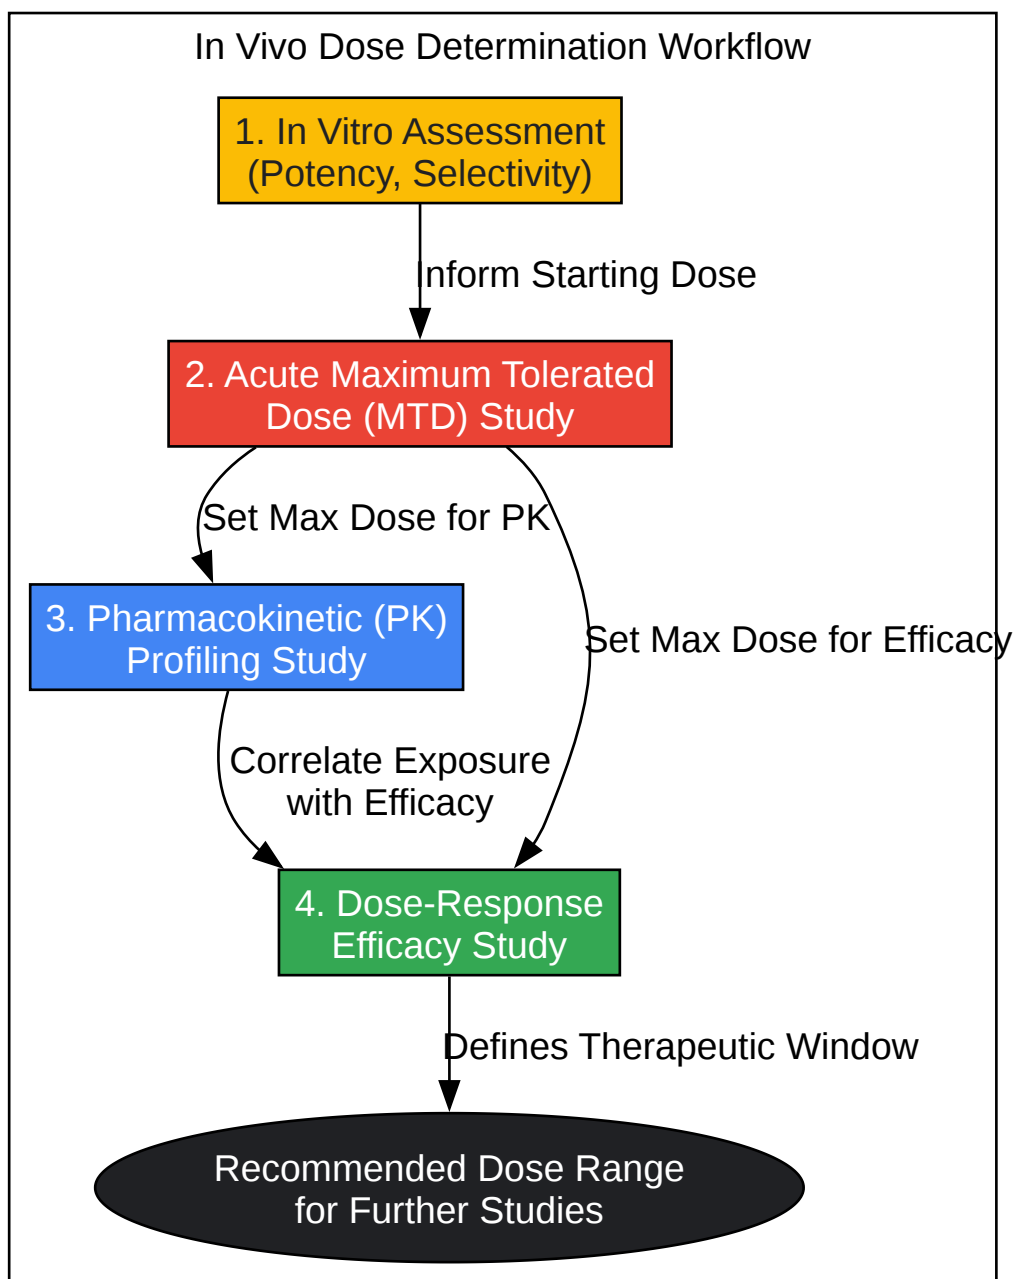 In Vivo Dose Determination Workflow
1. In Vitro Assessment
(Potency, Selectivity)
Inform Starting Dose
2. Acute Maximum Tolerated
Dose (MTD) Study
Set Max Dose for PK
3. Pharmacokinetic (PK)
Profiling Study
Set Max Dose for Efficacy
Correlate Exposure
with Efficacy
4. Dose-Response
Efficacy Study
Defines Therapeutic Window
Recommended Dose Range
for Further Studies